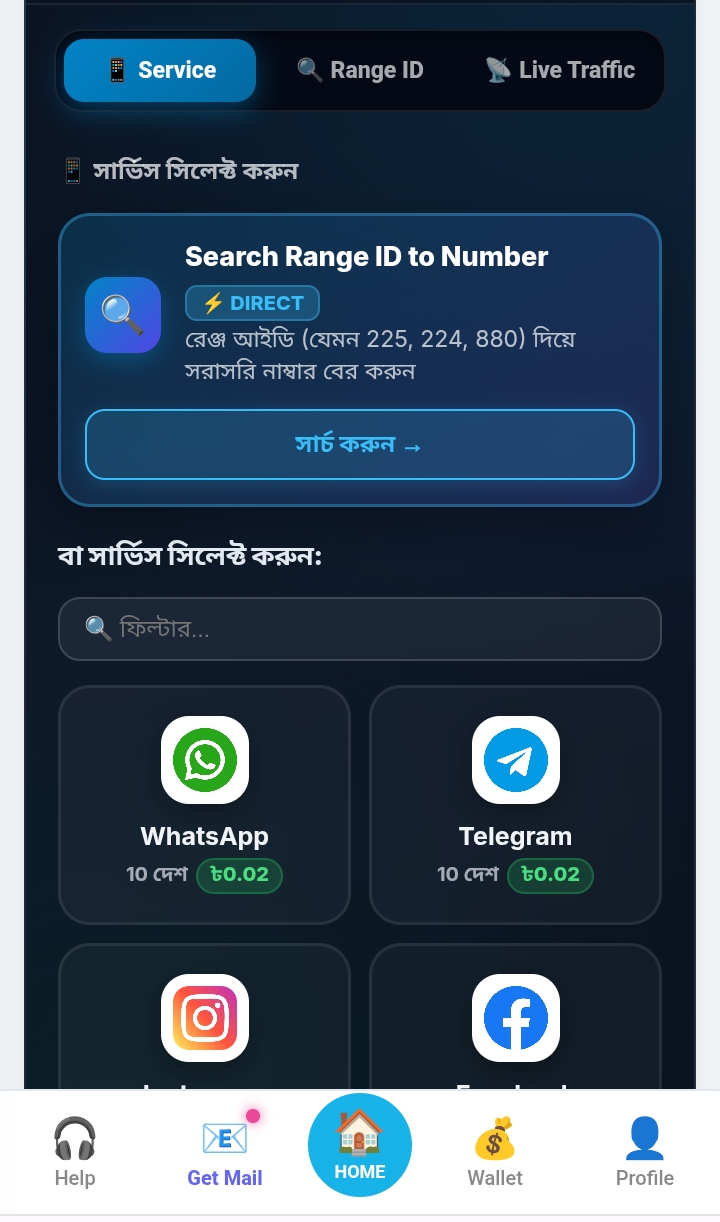 Service
Range ID
Live Traffic
সার্ভিস সিলেক্ট করুন
Search Range ID to Number
⚡ DIRECT
রেঞ্জ আইডি (যেমন 225, 224, 880) দিয়ে
সরাসরি নাম্বার বের করুন
সার্চ করুন →
বা সার্ভিস সিলেক্ট করুন:
ফিল্টার...
WhatsApp
10 দেশ ৳0.02
Telegram
10 দেশ ৳0.02
Help
Get Mail
HOME
Wallet
Profile